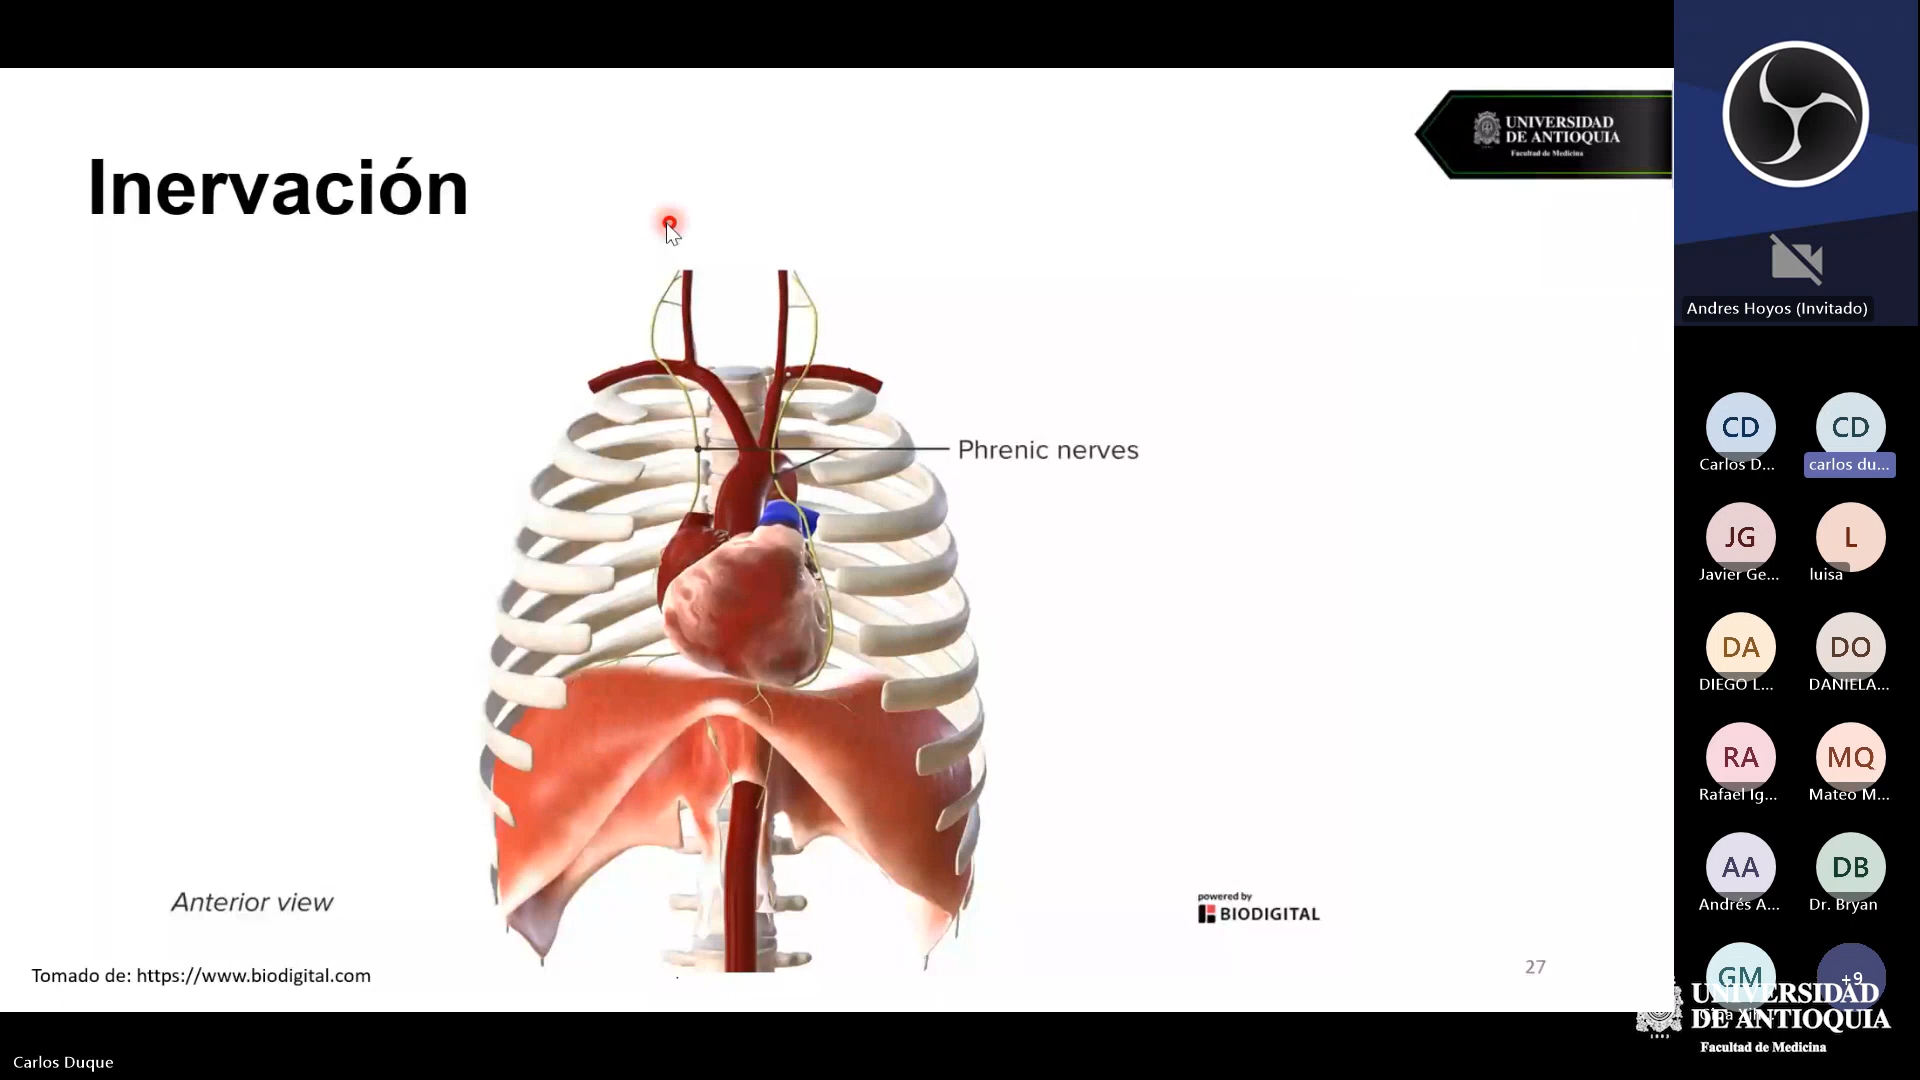 UNIVERSIDAD
DE ANTIOQUIA
Facultad de Medicina
Inervación
Phrenic nerves
Anterior view
powered by
BIODIGITAL
Tomado de: https://www.biodigital.com
27
Carlos Duque
Andres Hoyos (Invitado)
CD
CD
Carlos D...
carlos du...
JG
L
Javier Ge...
luisa
DA
DO
DIEGO L...
DANIELA...
RA
MQ
Rafael Ig...
Mateo M...
AA
DB
Andrés A...
Dr. Bryan
GM
+9
UNIVERSIDAD
DE ANTIOQUIA
1803
Facultad de Medicina